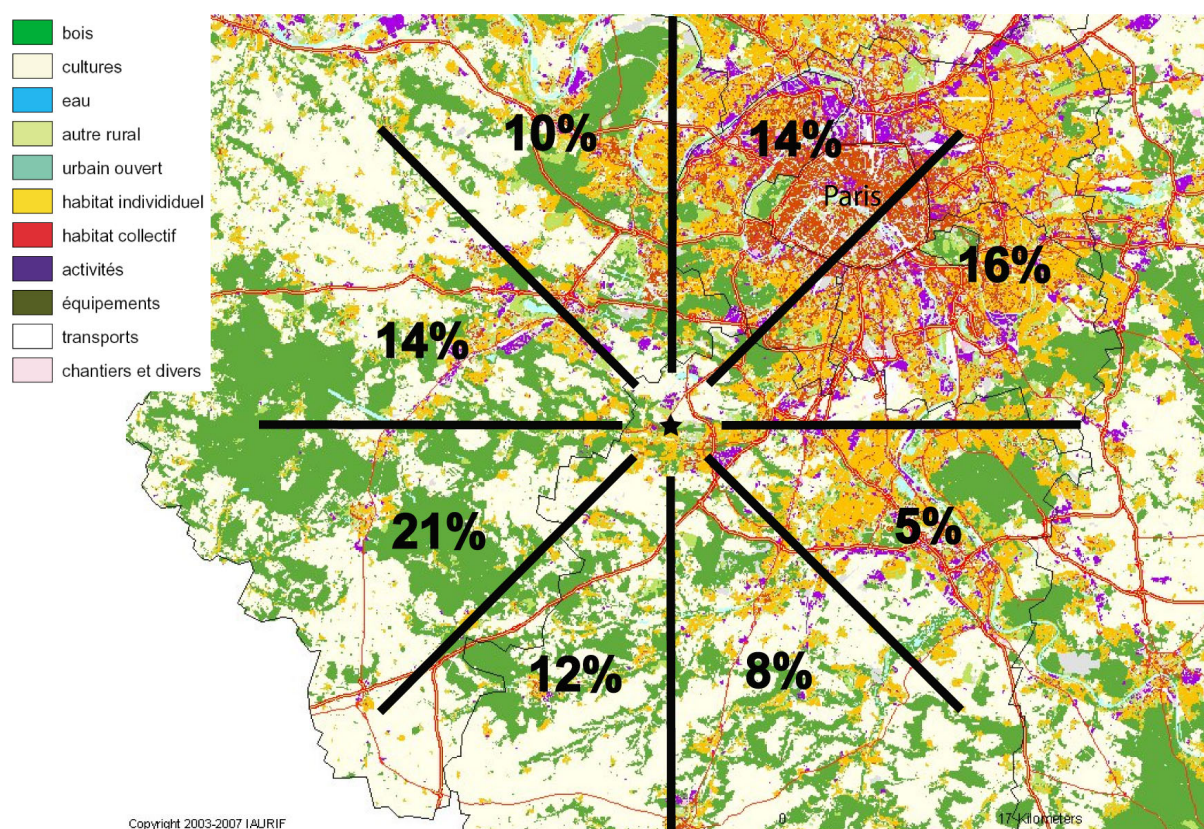 bois
cultures
eau
autre rural
urbain ouvert
habitat individiduel
habitat collectif
activités
équipements
transports
chantiers et divers
10%
14%
Paris
16%
14%
21%
5%
12%
8%
Copyright 2003-2007 IAURIF
0
17 Kilometers